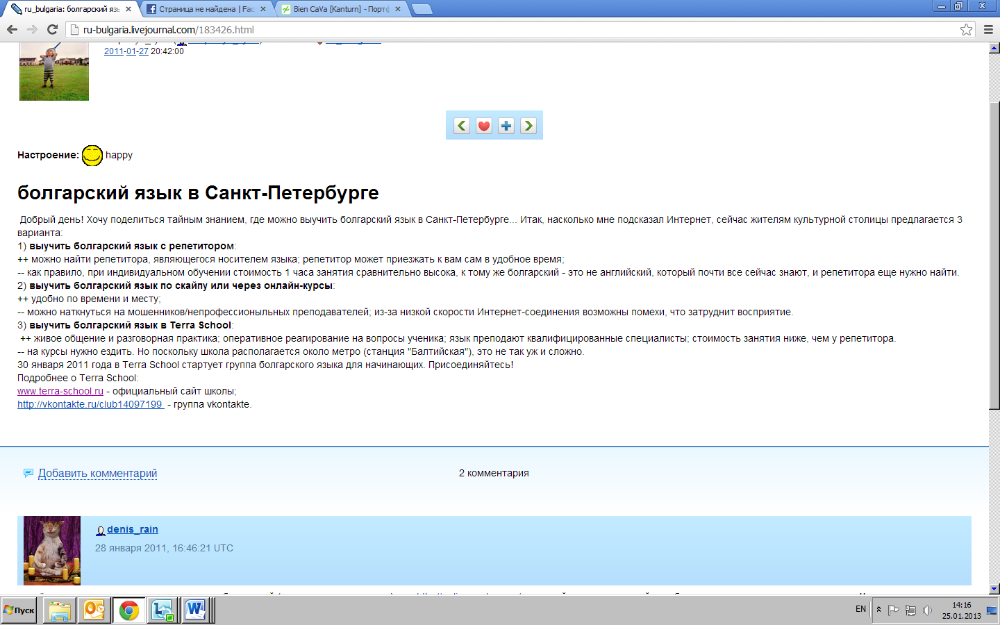 ru_bulgaria: болгарский язы
Страница не найдена | Fac
Bien CaVa [Kanturn] - Портф
ru-bulgaria.livejournal.com/183426.html
2011-01-27 20:42:00
Настроение: happy
болгарский язык в Санкт-Петербурге
Добрый день! Хочу поделиться тайным знанием, где можно выучить болгарский язык в Санкт-Петербурге... Итак, насколько мне подсказал Интернет, сейчас жителям культурной столицы предлагается 3
варианта:
1) выучить болгарский язык с репетитором:
++ можно найти репетитора, являющегося носителем языка; репетитор может приезжать к вам сам в удобное время;
-- как правило, при индивидуальном обучении стоимость 1 часа занятия сравнительно высока, к тому же болгарский - это не английский, который почти все сейчас знают, и репетитора еще нужно найти.
2) выучить болгарский язык по скайпу или через онлайн-курсы:
++ удобно по времени и месту;
-- можно наткнуться на мошенников/непрофессиоыльных преподавателей; из-за низкой скорости Интернет-соединения возможны помехи, что затруднит восприятие.
3) выучить болгарский язык в Terra School:
++ живое общение и разговорная практика; оперативное реагирование на вопросы ученика; язык преподают квалифицированные специалисты; стоимость занятия ниже, чем у репетитора.
-- на курсы нужно ездить. Но поскольку школа располагается около метро (станция "Балтийская"), это не так уж и сложно.
30 января 2011 года в Terra School стартует группа болгарского языка для начинающих. Присоединяйтесь!
Подробнее о Terra School:
www.terra-school.ru - официальный сайт школы;
http://vkontakte.ru/club14097199 - группа vkontakte.
Добавить комментарий
2 комментария
denis_rain
28 января 2011, 16:46:21 UTC
Пуск
EN
14:16
25.01.2013